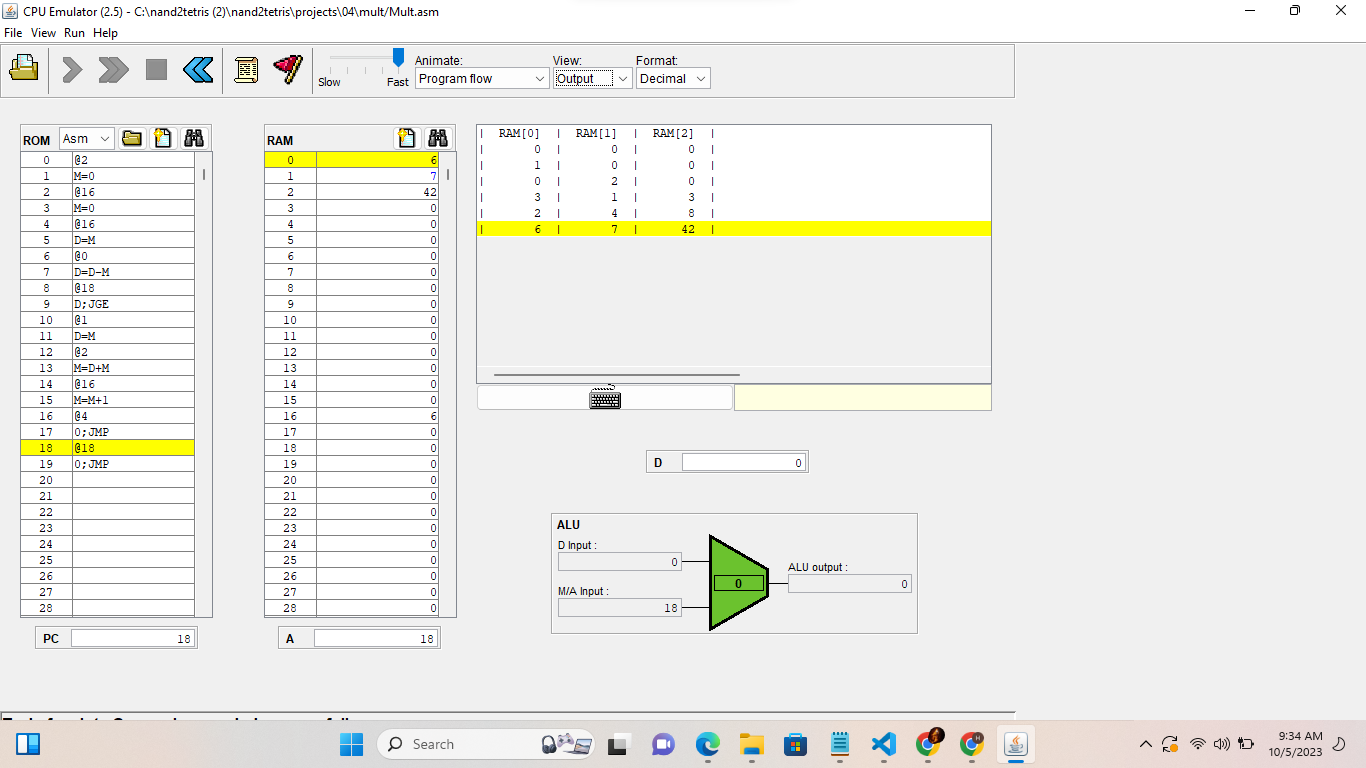 CPU Emulator (2.5) - C:\nand2tetris (2)\nand2tetris\projects\04\mult/Mult.asm
File View Run Help
Slow Fast
Animate: View: Format:
Program flow Output Decimal
ROM Asm
0 @2
1 M=0
2 @16
3 M=0
4 @16
5 D=M
6 @0
7 D=D-M
8 @18
9 D;JGE
10 @1
11 D=M
12 @2
13 M=D+M
14 @16
15 M=M+1
16 @4
17 0;JMP
18 @18
19 0;JMP
20
21
22
23
24
25
26
27
28
PC 18
RAM
0 6
1 7
2 42
3 0
4 0
5 0
6 0
7 0
8 0
9 0
10 0
11 0
12 0
13 0
14 0
15 0
16 6
17 0
18 0
19 0
20 0
21 0
22 0
23 0
24 0
25 0
26 0
27 0
28 0
A 18
| RAM[0] | RAM[1] | RAM[2] |
| 0 | 0 | 0 |
| 1 | 0 | 0 |
| 0 | 2 | 0 |
| 3 | 1 | 3 |
| 2 | 4 | 8 |
| 6 | 7 | 42 |
D 0
ALU
D Input :
0
M/A Input :
18
0
ALU output :
0
Search
9:34 AM
10/5/2023